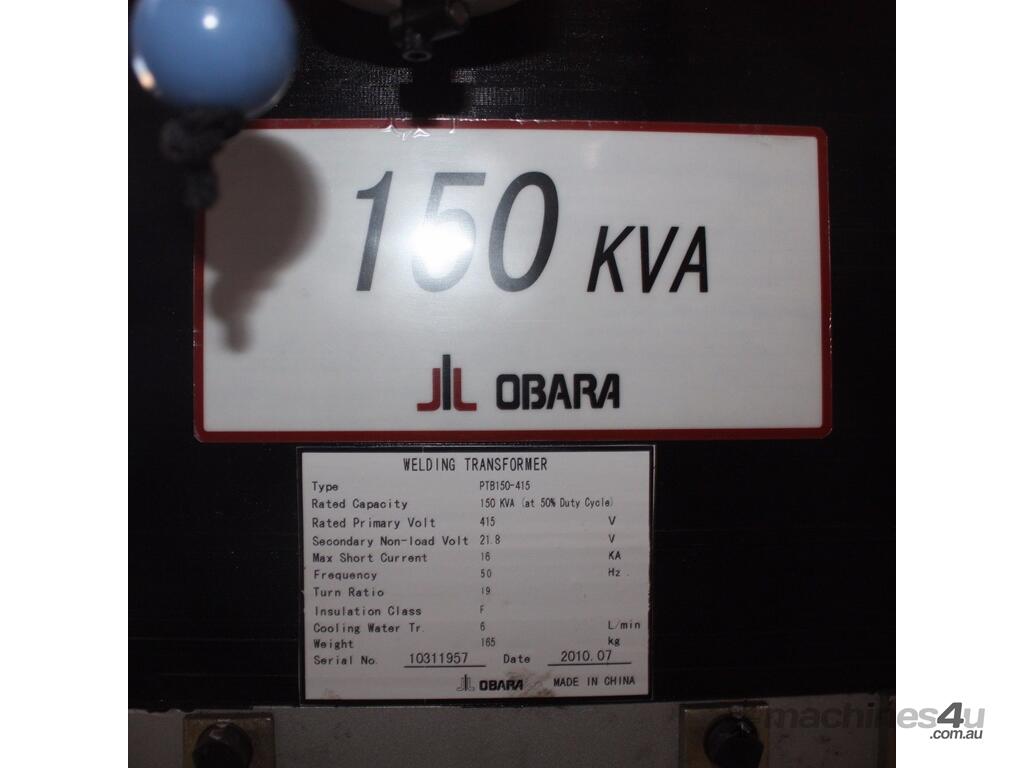 150 KVA
OBARA
WELDING TRANSFORMER
Type PTB150-415
Rated Capacity 150 KVA (at 50% Duty Cycle)
Rated Primary Volt 415 V
Secondary Non-load Volt 21.8 V
Max Short Current 16 KA
Frequency 50 Hz.
Turn Ratio 19
Insulation Class F
Cooling Water Tr. 6 L/min
Weight 165 kg
Serial No. 10311957 Date 2010.07
OBARA MADE IN CHINA
machines4u
.com.au